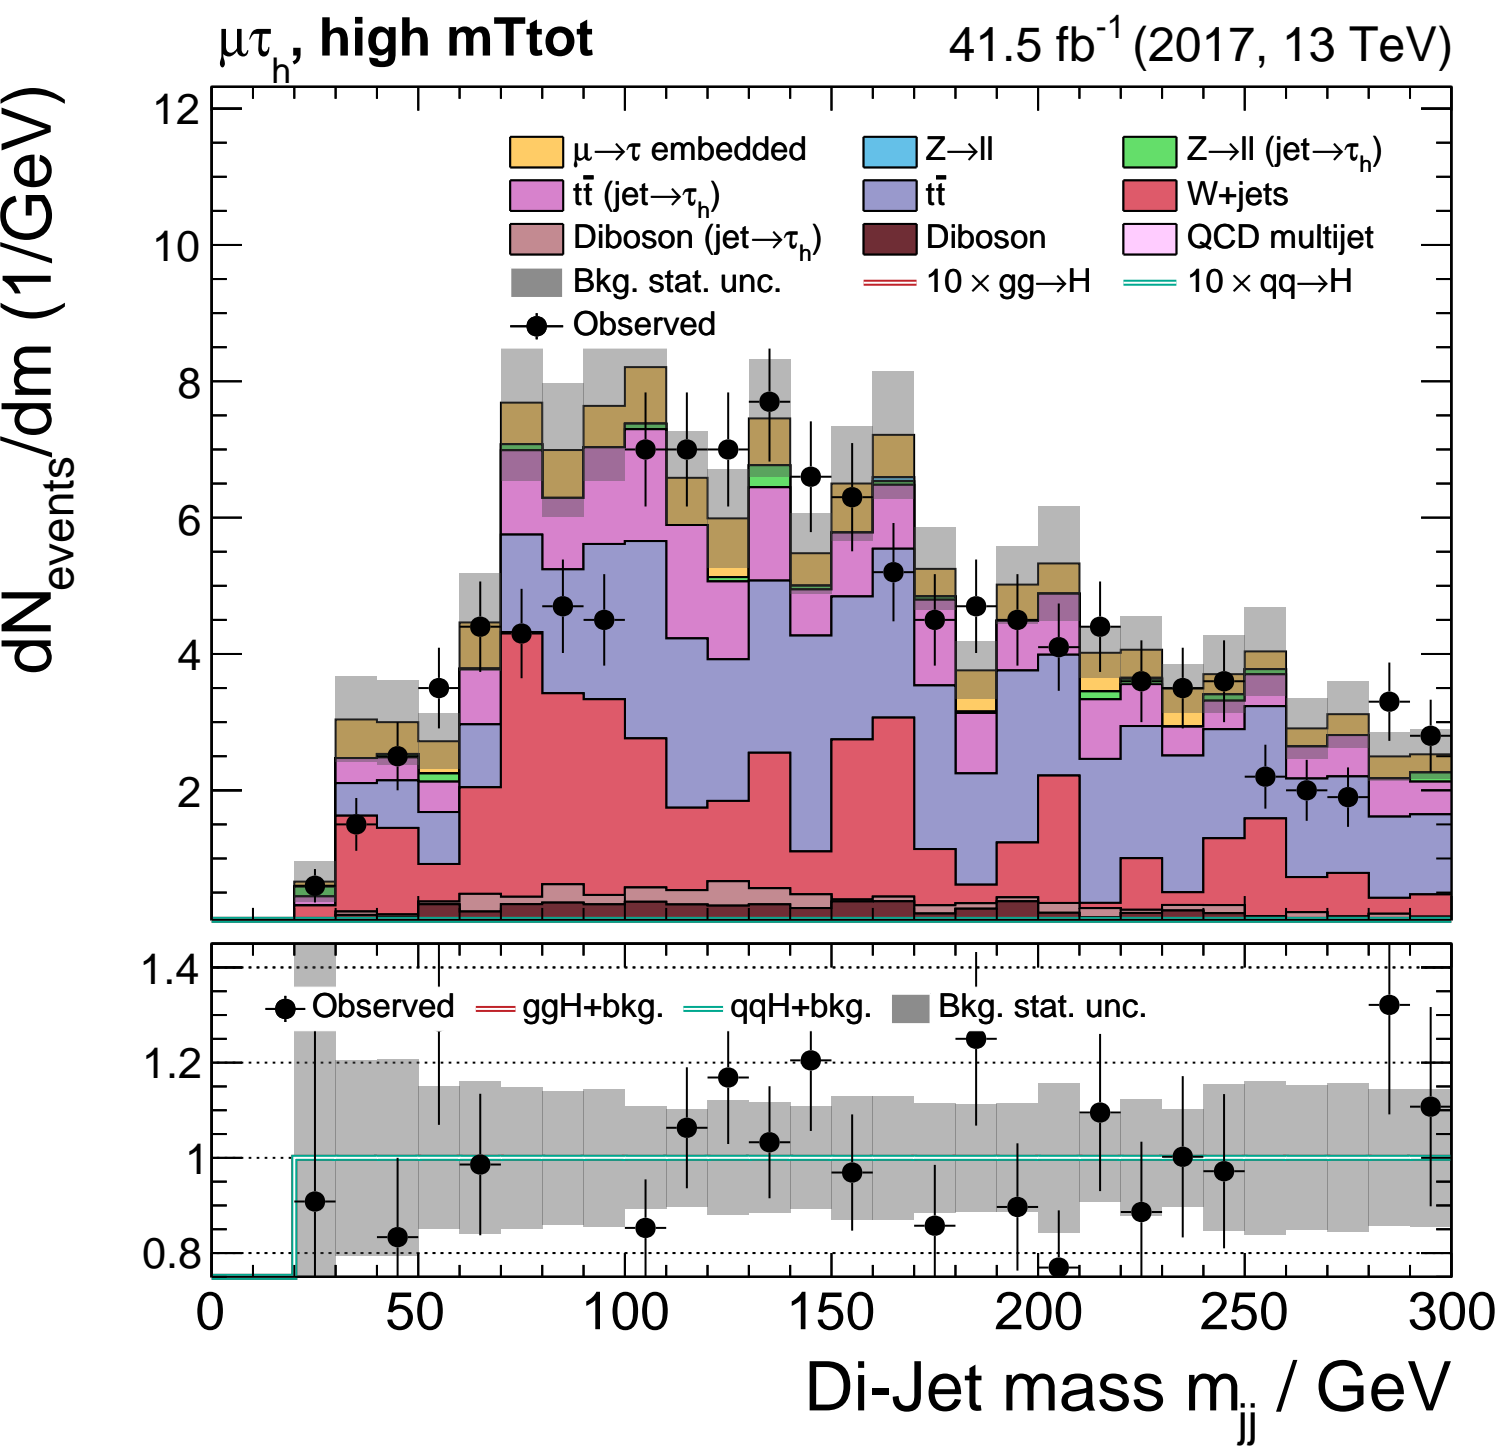 μτh, high mTtot
41.5 fb-1 (2017, 13 TeV)
dNevents/dm (1/GeV)
12
10
8
6
4
2
μ→τ embedded
Z→ll
Z→ll (jet→τh)
tt̄ (jet→τh)
tt̄
W+jets
Diboson (jet→τh)
Diboson
QCD multijet
Bkg. stat. unc.
10 × gg→H
10 × qq→H
Observed
1.4
1.2
1
0.8
Observed
ggH+bkg.
qqH+bkg.
Bkg. stat. unc.
0
50
100
150
200
250
300
Di-Jet mass mjj / GeV